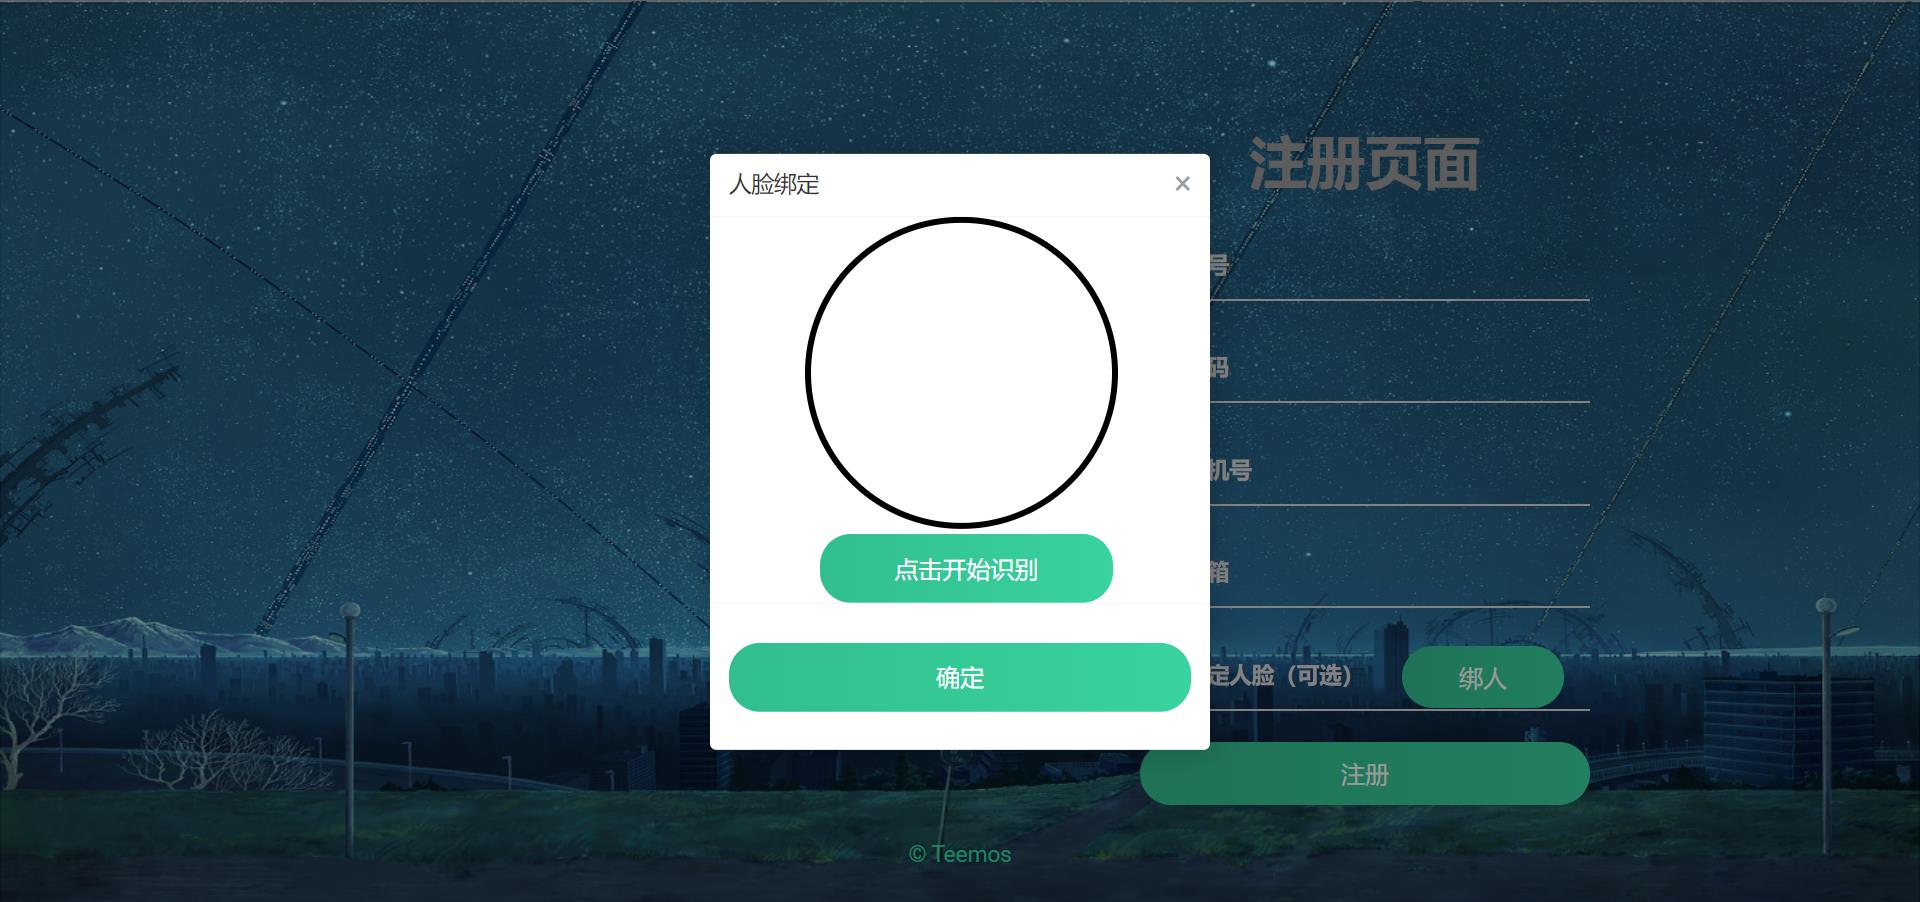 注册页面
人脸绑定 ×
号
码
机号
箱
点击开始识别
定人脸（可选） 绑人
确定
注册
© Teemos